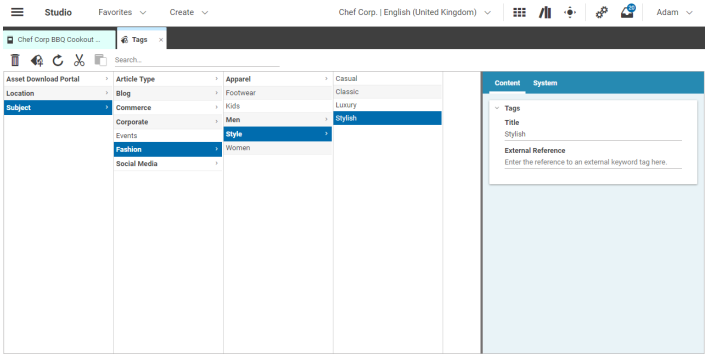 Studio Favorites Create Chef Corp. | English (United Kingdom) Adam
Chef Corp BBQ Cookout ... Tags ×
Search...
Asset Download Portal
Location
Subject
Article Type
Blog
Commerce
Corporate
Events
Fashion
Social Media
Apparel
Footwear
Kids
Men
Style
Women
Casual
Classic
Luxury
Stylish
Content System
Tags
Title
Stylish
External Reference
Enter the reference to an external keyword tag here.